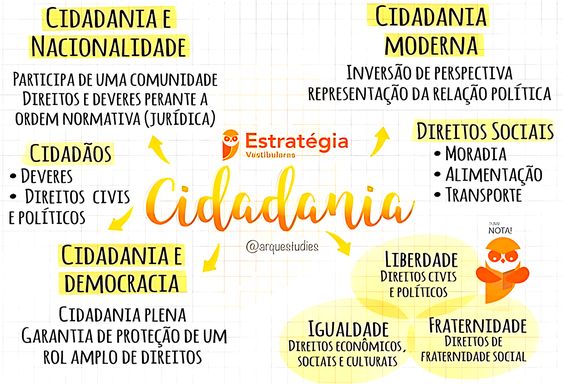 Cidadania e
Nacionalidade
Participa de uma comunidade
Direitos e deveres perante a
ordem normativa (jurídica)
Cidadania
moderna
Inversão de perspectiva
Representação da relação política
Estratégia
Vestibulares
Direitos Sociais
• Moradia
• Alimentação
• Transporte
Cidadãos
• Deveres
• Direitos civis
e políticos
Cidadania
@arquestudies
Cidadania e
democracia
Cidadania plena
Garantia de proteção de um
rol amplo de direitos
NOTA!
Liberdade
Direitos civis
e políticos
Igualdade
Direitos econômicos,
sociais e culturais
Fraternidade
Direitos de
fraternidade social